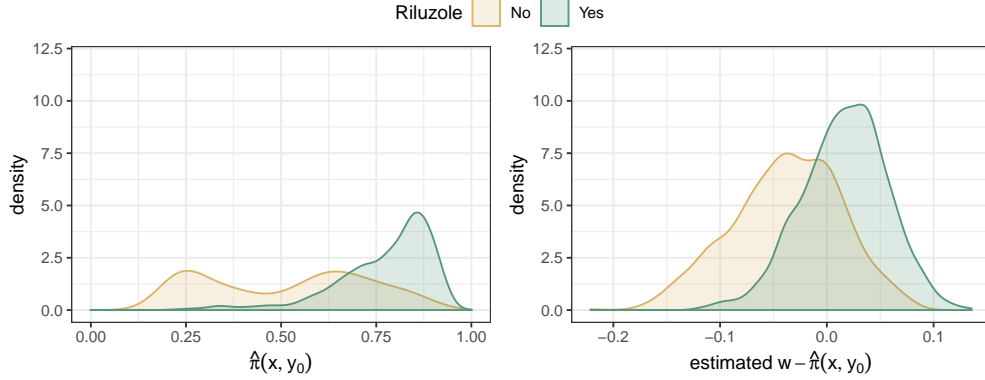 Riluzole No Yes
12.5
10.0
7.5
5.0
2.5
0.0
density
0.00 0.25 0.50 0.75 1.00
π̂(x, y₀)
12.5
10.0
7.5
5.0
2.5
0.0
density
−0.2 −0.1 0.0 0.1
estimated w − π̂(x, y₀)